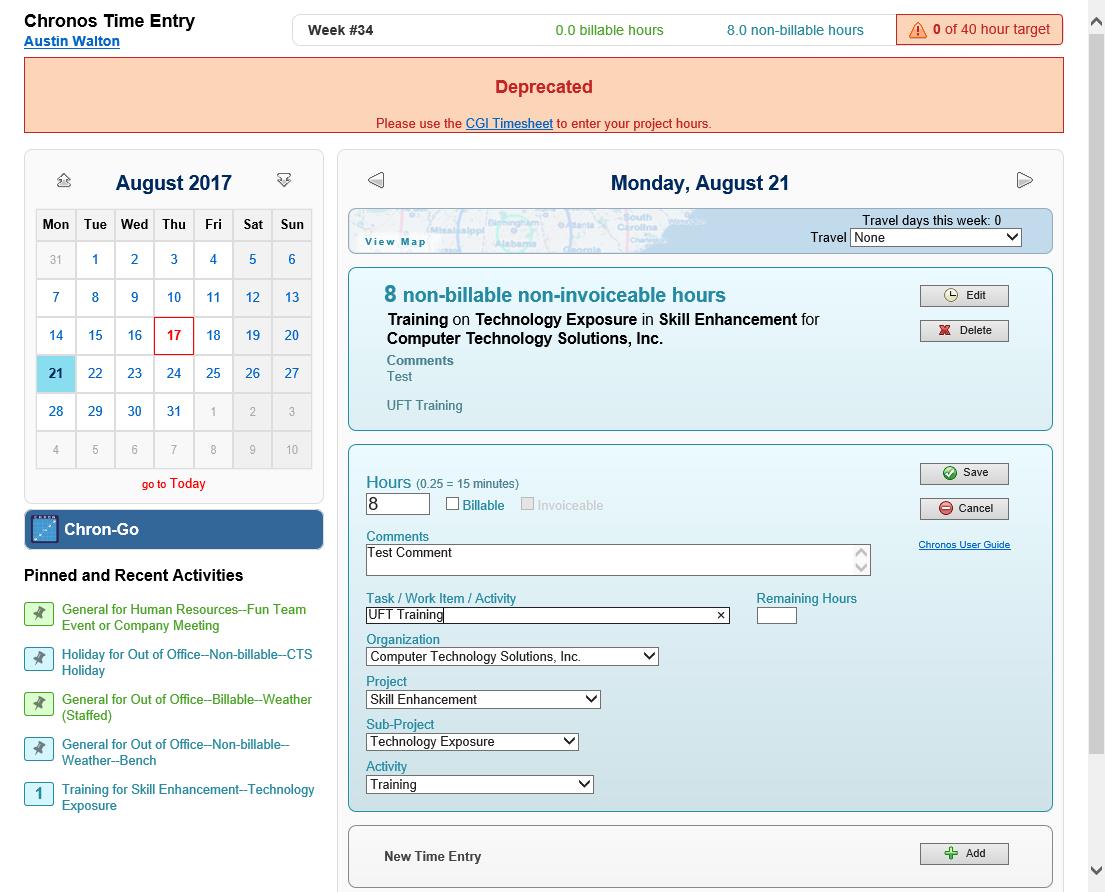 Chronos Time Entry
Austin Walton
Week #34
0.0 billable hours
8.0 non-billable hours
0 of 40 hour target
Deprecated
Please use the CGI Timesheet to enter your project hours.
August 2017
Mon Tue Wed Thu Fri Sat Sun
31 1 2 3 4 5 6
7 8 9 10 11 12 13
14 15 16 17 18 19 20
21 22 23 24 25 26 27
28 29 30 31 1 2 3
4 5 6 7 8 9 10
go to Today
Chron-Go
Pinned and Recent Activities
General for Human Resources--Fun Team
Event or Company Meeting
Holiday for Out of Office--Non-billable--CTS
Holiday
General for Out of Office--Billable--Weather
(Staffed)
General for Out of Office--Non-billable--
Weather--Bench
1 Training for Skill Enhancement--Technology
Exposure
Monday, August 21
View Map
Mississippi
Birmingham
Alabama
Atlanta
Georgia
South
Carolina
Travel days this week: 0
Travel None
8 non-billable non-invoiceable hours
Training on Technology Exposure in Skill Enhancement for
Computer Technology Solutions, Inc.
Comments
Test
UFT Training
Edit
Delete
Hours (0.25 = 15 minutes)
8 Billable Invoiceable
Comments
Test Comment
Task / Work Item / Activity
UFT Training ×
Remaining Hours
Organization
Computer Technology Solutions, Inc.
Project
Skill Enhancement
Sub-Project
Technology Exposure
Activity
Training
Save
Cancel
Chronos User Guide
New Time Entry
Add